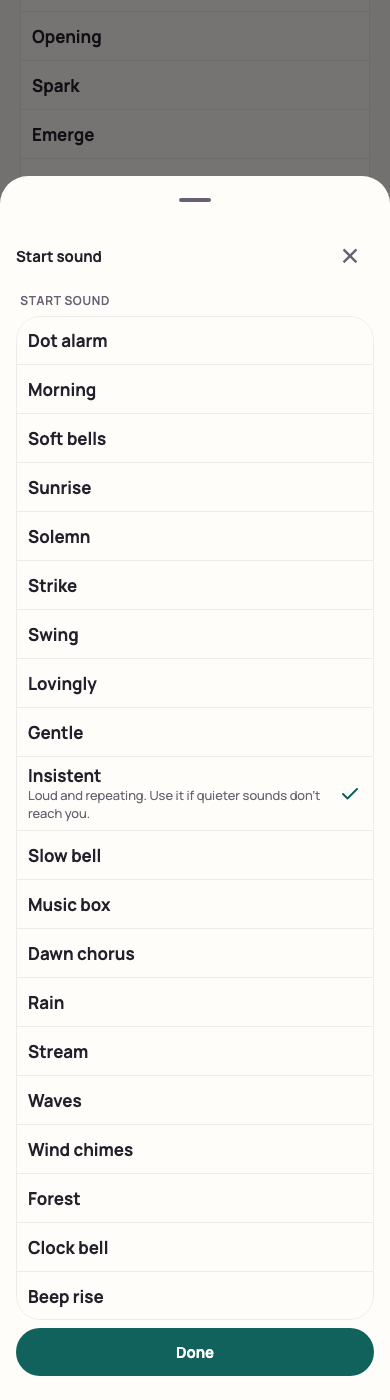 Opening
Spark
Emerge
Start sound
START SOUND
Dot alarm
Morning
Soft bells
Sunrise
Solemn
Strike
Swing
Lovingly
Gentle
Insistent
Loud and repeating. Use it if quieter sounds don't
reach you.
Slow bell
Music box
Dawn chorus
Rain
Stream
Waves
Wind chimes
Forest
Clock bell
Beep rise
Done